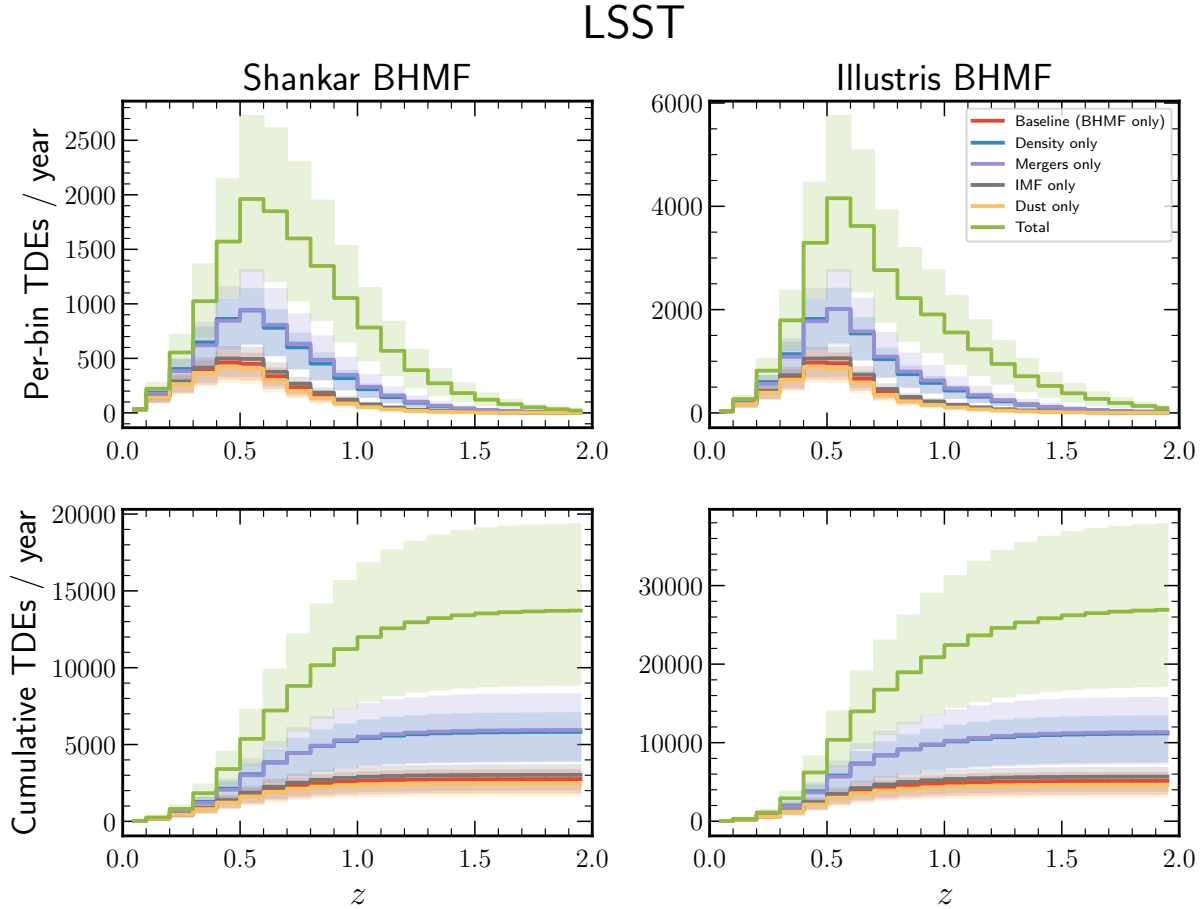 LSST
Shankar BHMF
Illustris BHMF
Per-bin TDEs / year
2500
2000
1500
1000
500
0
0.0 0.5 1.0 1.5 2.0
6000
4000
2000
0
0.0 0.5 1.0 1.5 2.0
Baseline (BHMF only)
Density only
Mergers only
IMF only
Dust only
Total
Cumulative TDEs / year
20000
15000
10000
5000
0
0.0 0.5 1.0 1.5 2.0
z
30000
20000
10000
0
0.0 0.5 1.0 1.5 2.0
z